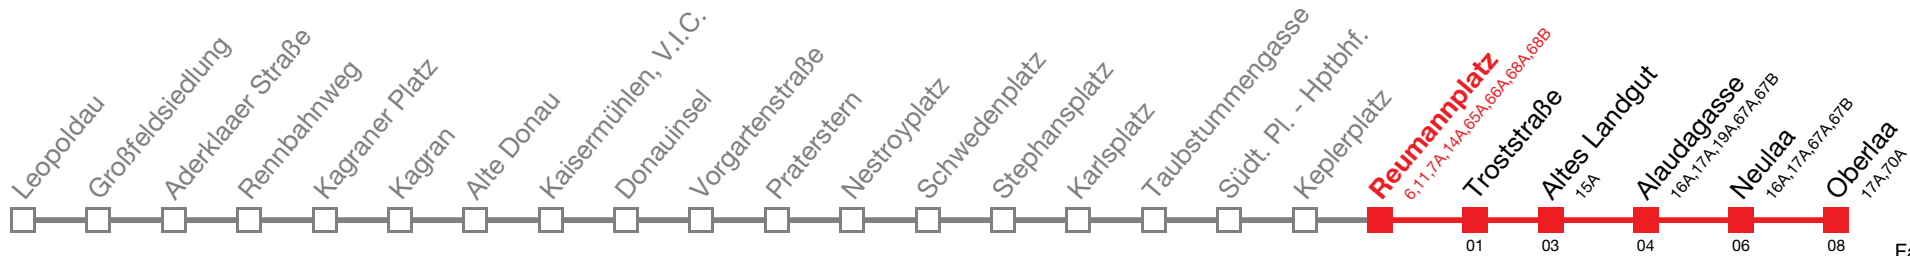 Leopoldau
Großfeldsiedlung
Aderklaaer Straße
Rennbahnweg
Kagraner Platz
Kagran
Alte Donau
Kaisermühlen, V.I.C.
Donauinsel
Vorgartenstraße
Praterstern
Nestroyplatz
Schwedenplatz
Stephansplatz
Karlsplatz
Taubstummengasse
Südt. Pl. - Hptbhf.
Keplerplatz
Reumannplatz
6,11,7A,14A,65A,66A,68A,68B
Troststraße
Altes Landgut
15A
Alaudagasse
16A,17A,19A,67A,67B
Neulaa
16A,17A,67A,67B
Oberlaa
17A,70A
01
03
04
06
08